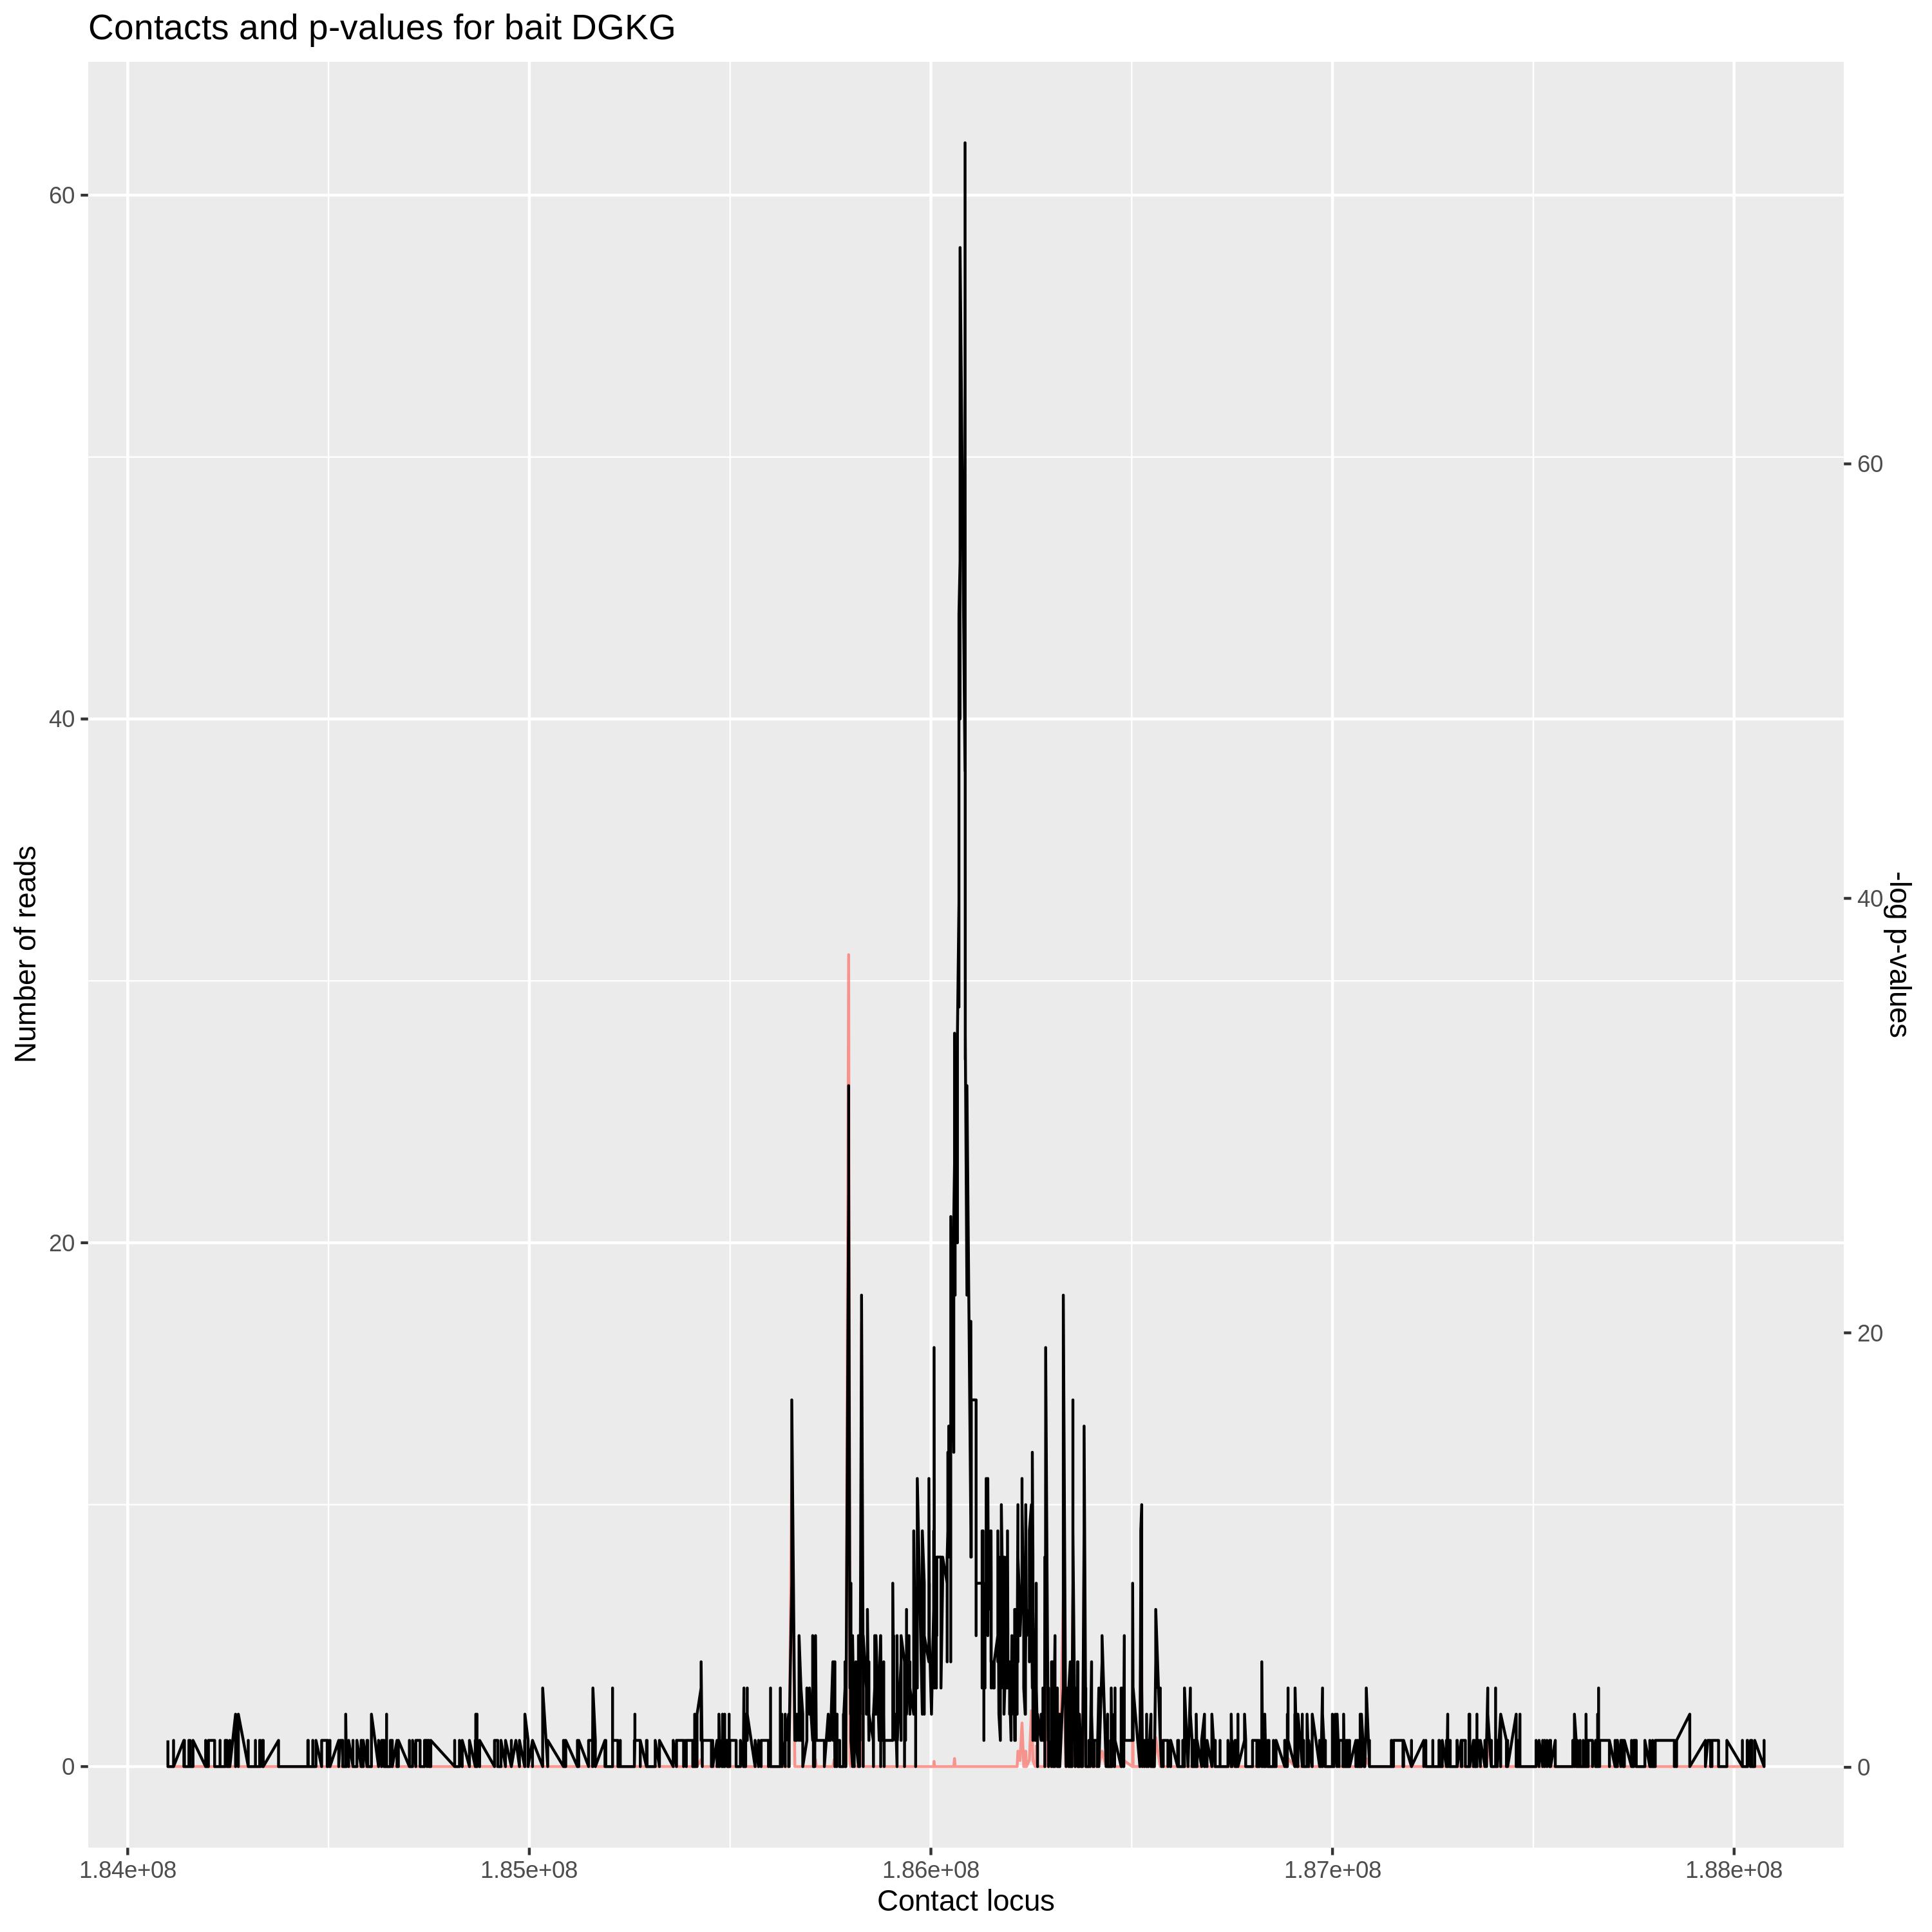 Contacts and p-values for bait DGKG
60
40
20
0
Number of reads
60
40
20
0
-log p-values
1.84e+08 1.85e+08 1.86e+08 1.87e+08 1.88e+08
Contact locus